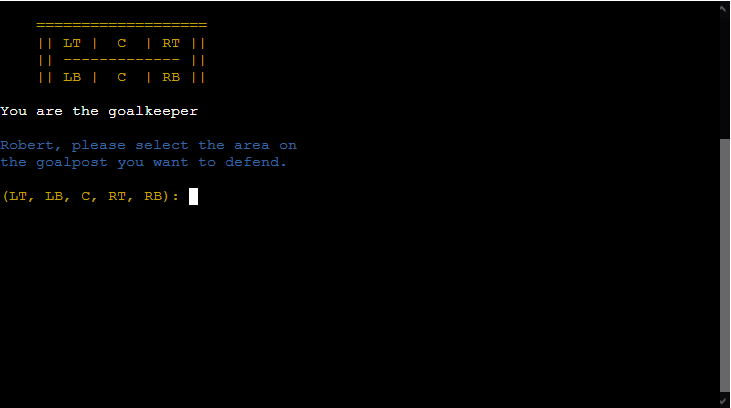 ===================
|| LT |  C  | RT ||
|| ------------- ||
|| LB |  C  | RB ||
You are the goalkeeper
Robert, please select the area on
the goalpost you want to defend.
(LT, LB, C, RT, RB):